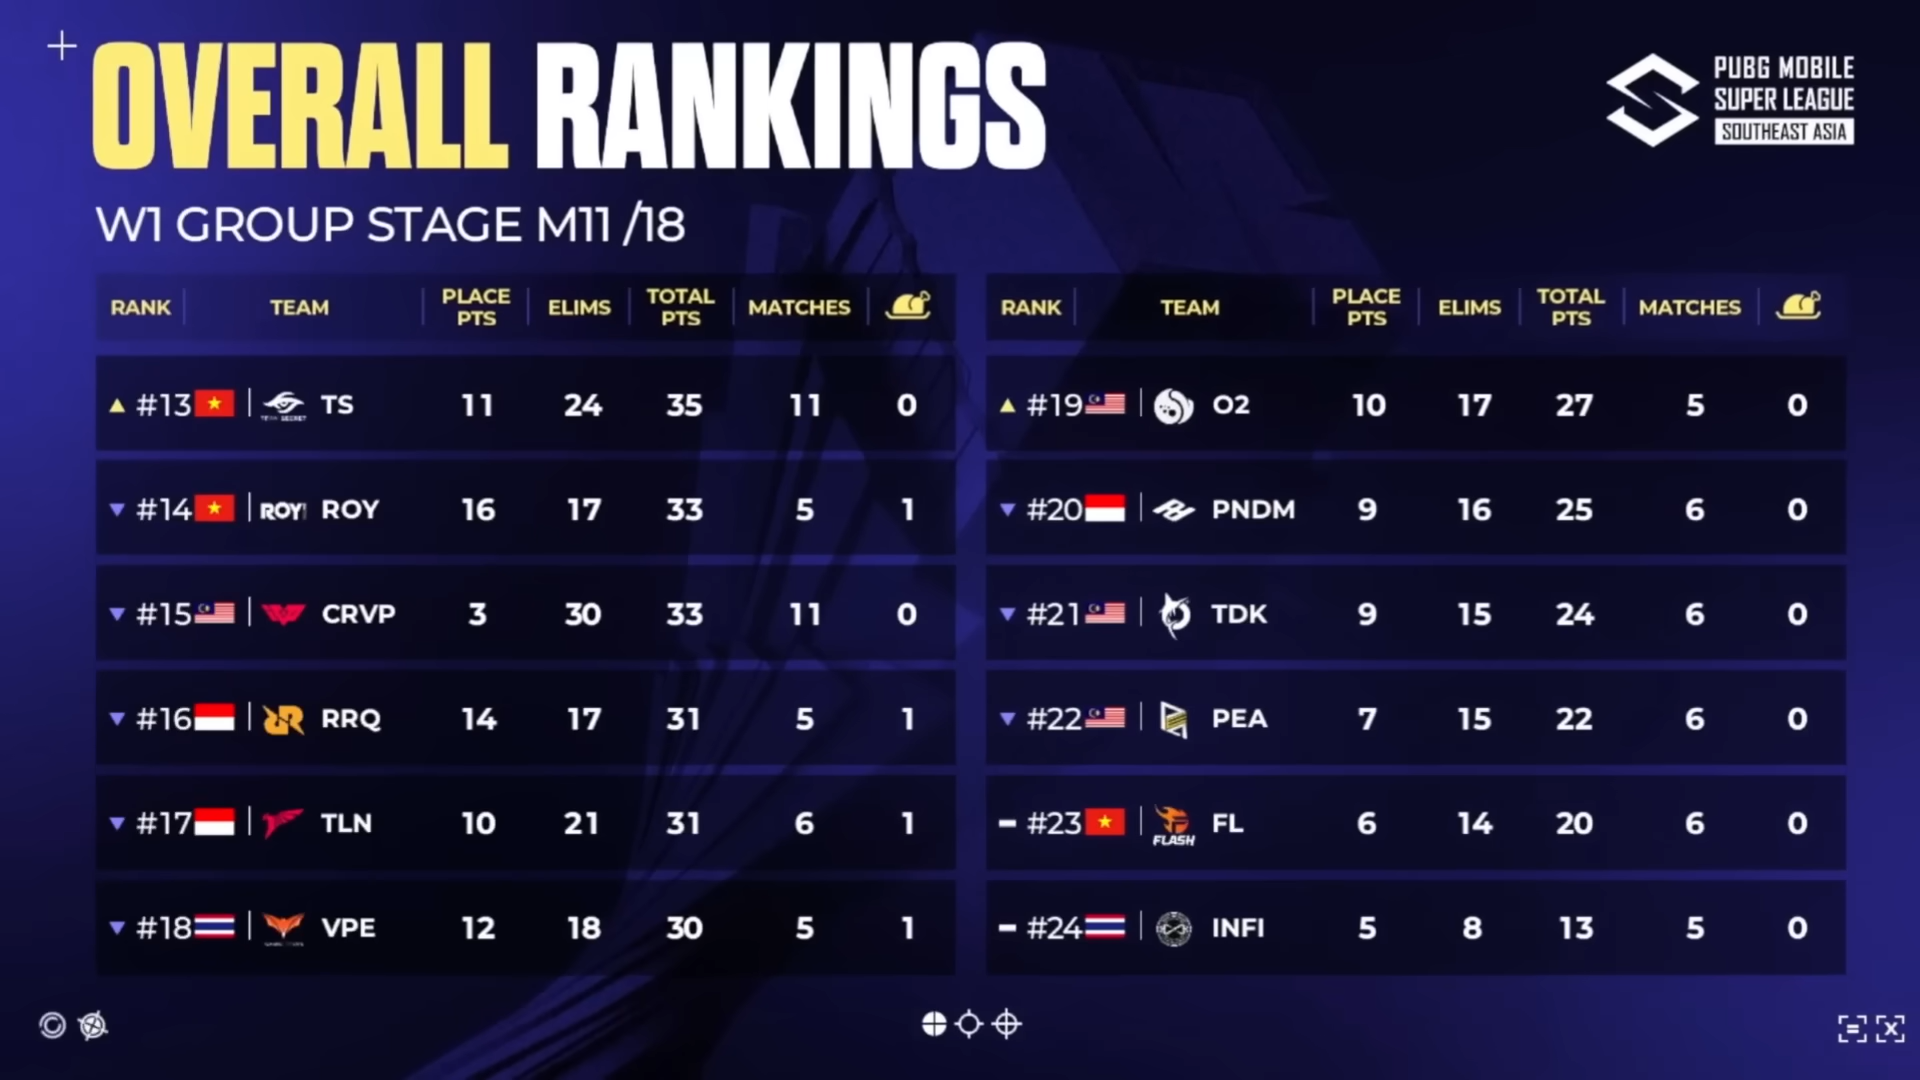 OVERALL RANKINGS
PUBG MOBILE
SUPER LEAGUE
SOUTHEAST ASIA
W1 GROUP STAGE M11 /18
RANK TEAM PLACE PTS ELIMS TOTAL PTS MATCHES
#13 TEAM SECRET TS 11 24 35 11 0
#14 ROY! ROY 16 17 33 5 1
#15 CRVP 3 30 33 11 0
#16 RRQ 14 17 31 5 1
#17 TLN 10 21 31 6 1
#18 VPE 12 18 30 5 1
RANK TEAM PLACE PTS ELIMS TOTAL PTS MATCHES
#19 O2 10 17 27 5 0
#20 PNDM 9 16 25 6 0
#21 TDK 9 15 24 6 0
#22 PEA 7 15 22 6 0
#23 FLASH FL 6 14 20 6 0
#24 INFI 5 8 13 5 0